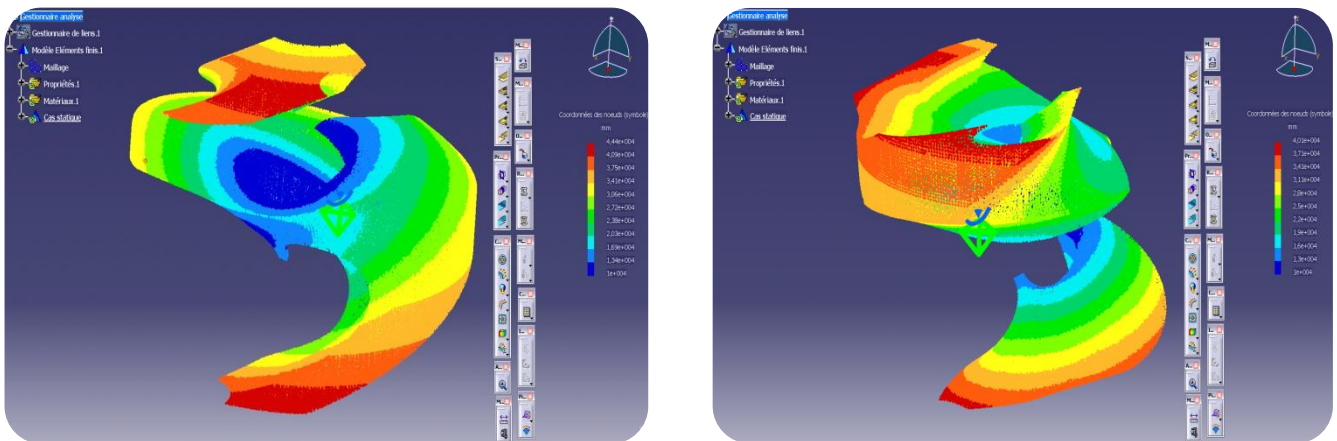 Gestionnaire analyse
Gestionnaire de liens.1
Modèle Eléments finis.1
Maillage
Propriétés.1
Matériaux.1
Cas statique
Coordonnées des noeuds (symbole)
mm
4,44e+004
4,09e+004
3,75e+004
3,41e+004
3,06e+004
2,72e+004
2,38e+004
2,03e+004
1,69e+004
1,34e+004
1e+004
Gestionnaire analyse
Gestionnaire de liens.1
Modèle Eléments finis.1
Maillage
Propriétés.1
Matériaux.1
Cas statique
Coordonnées des noeuds (symbole)
mm
4,01e+004
3,71e+004
3,41e+004
3,11e+004
2,8e+004
2,5e+004
2,2e+004
1,9e+004
1,6e+004
1,3e+004
1e+004